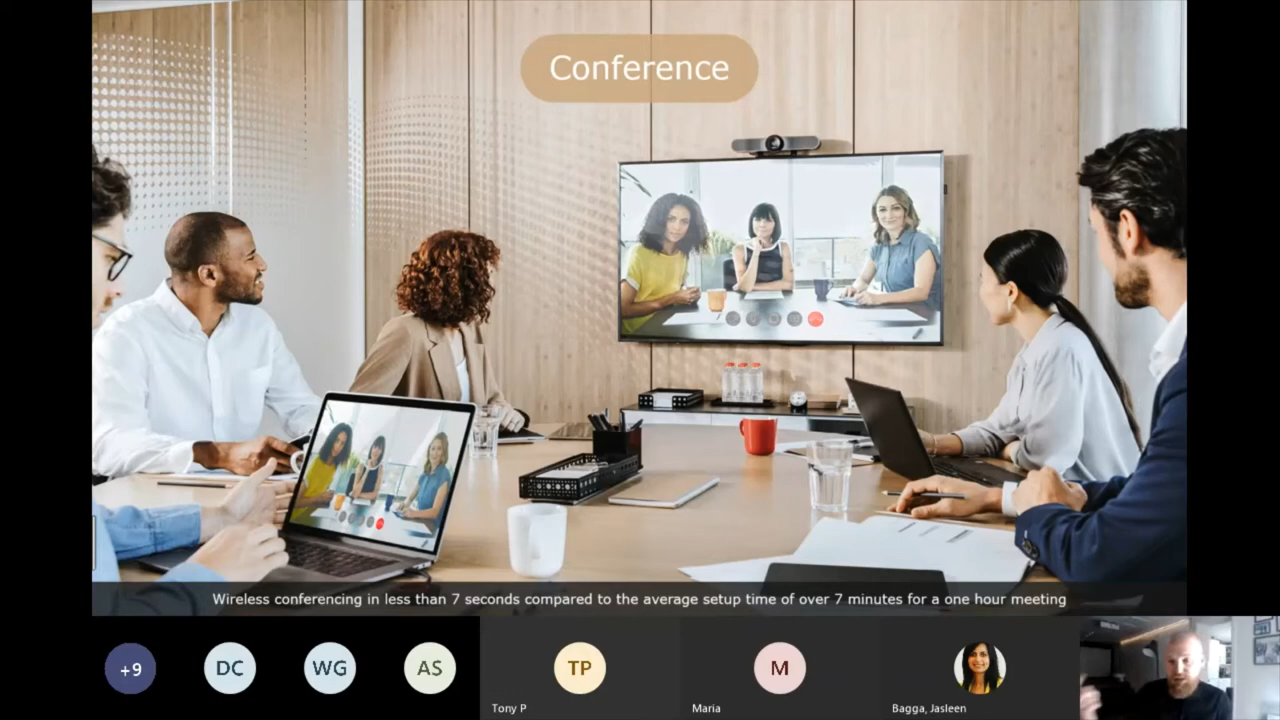 Conference
Wireless conferencing in less than 7 seconds compared to the average setup time of over 7 minutes for a one hour meeting
+9
DC
WG
AS
TP
M
Tony P
Maria
Bagga, Jasleen